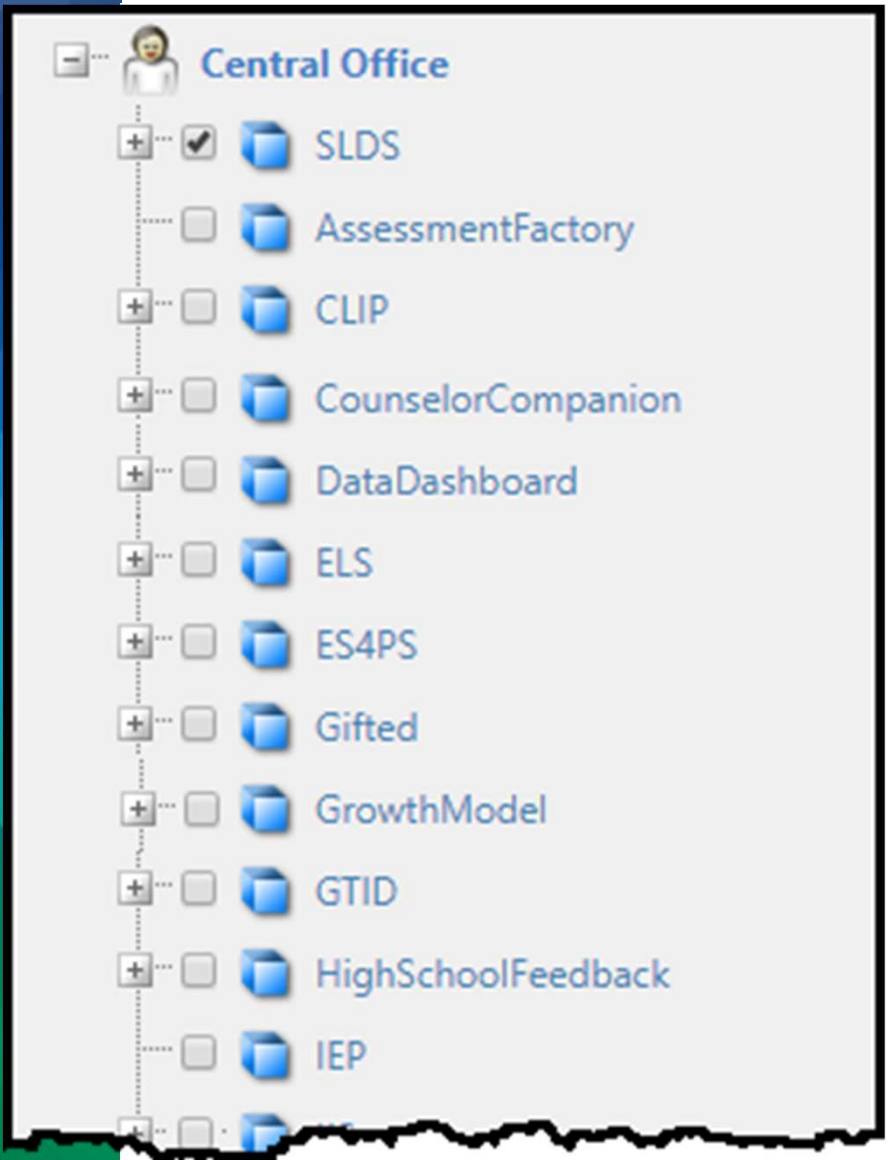 Central Office
SLDS
AssessmentFactory
CLIP
CounselorCompanion
DataDashboard
ELS
ES4PS
Gifted
GrowthModel
GTID
HighSchoolFeedback
IEP